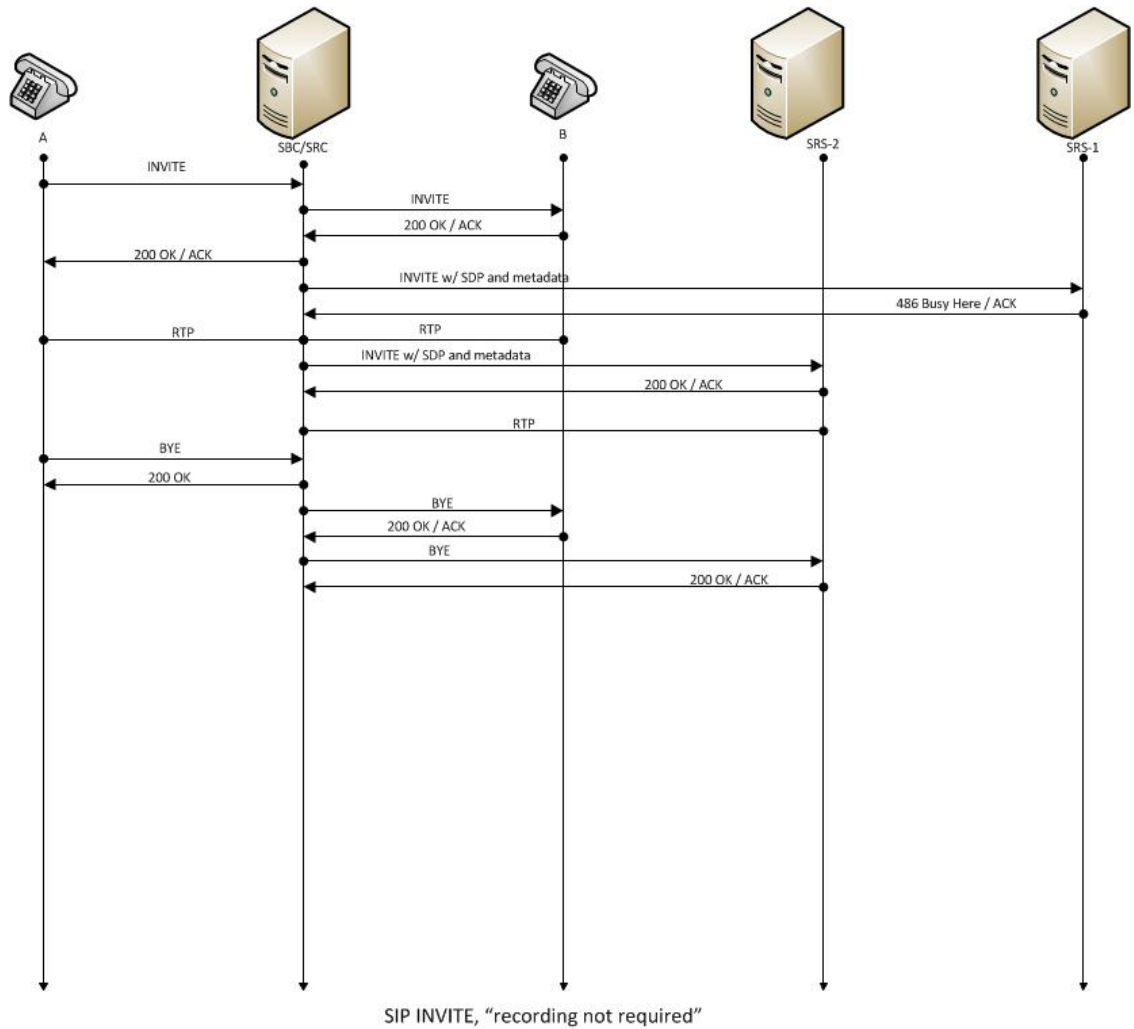 A
SBC/SRC
B
SRS-2
SRS-1
INVITE
INVITE
200 OK / ACK
200 OK / ACK
INVITE w/ SDP and metadata
486 Busy Here / ACK
RTP
RTP
INVITE w/ SDP and metadata
200 OK / ACK
RTP
BYE
200 OK
BYE
200 OK / ACK
BYE
200 OK / ACK
SIP INVITE, “recording not required”